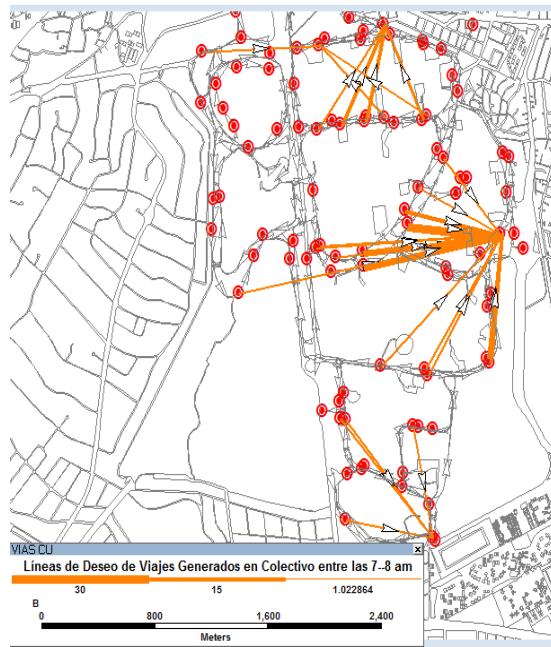 VIAS CU x
Líneas de Deseo de Viajes Generados en Colectivo entre las 7--8 am
30 15 1.022864
B
0 800 1,600 2,400
Meters